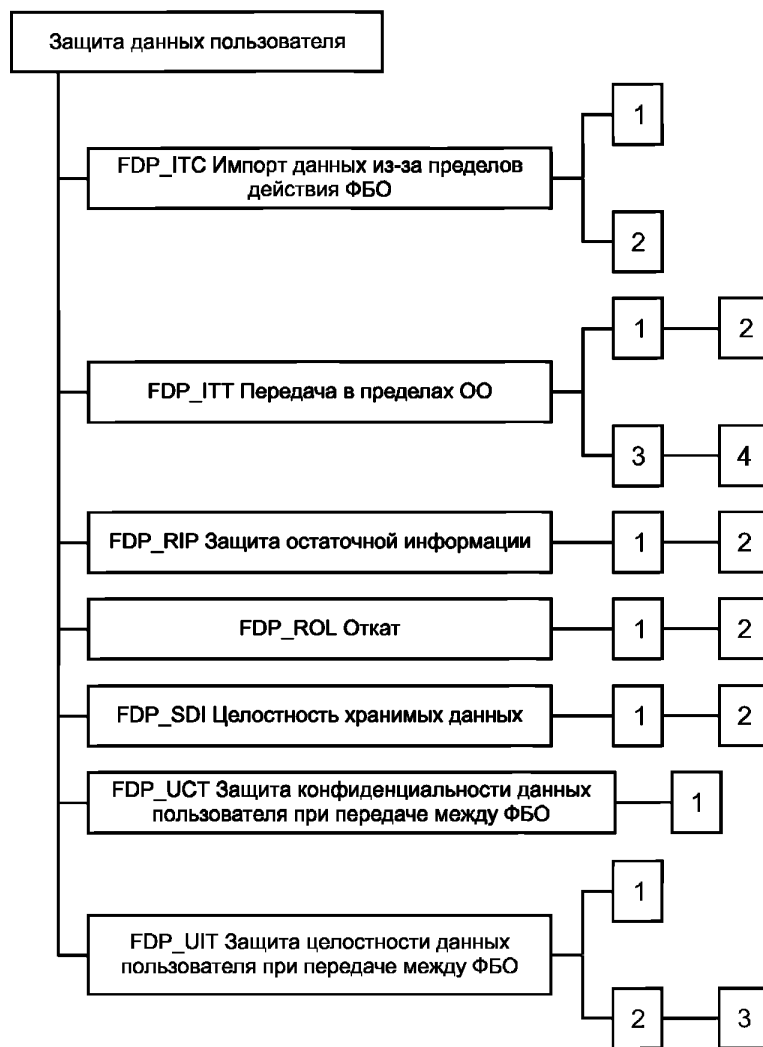 Защита данных пользователя
1
FDP_ITC Импорт данных из-за пределов
действия ФБО
2
1 2
FDP_ITT Передача в пределах ОО
3 4
FDP_RIP Защита остаточной информации 1 2
FDP_ROL Откат 1 2
FDP_SDI Целостность хранимых данных 1 2
FDP_UCT Защита конфиденциальности данных
пользователя при передаче между ФБО
1
1
FDP_UIT Защита целостности данных
пользователя при передаче между ФБО
2 3